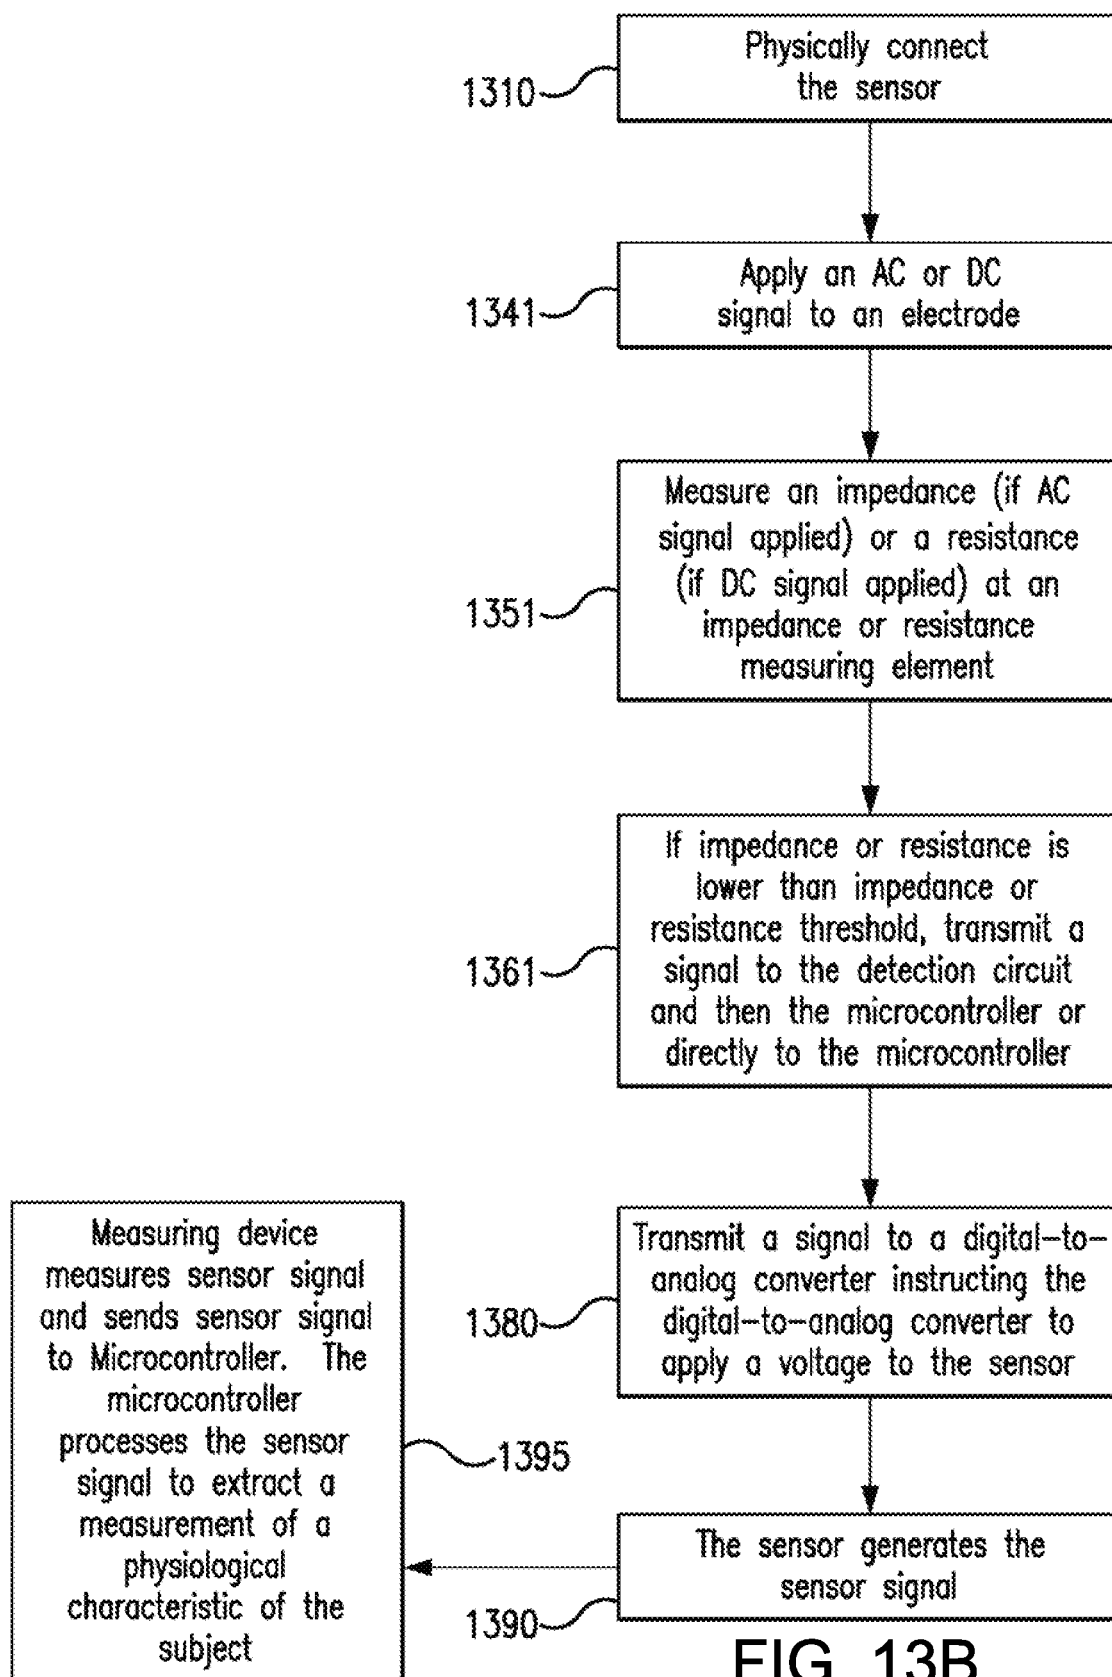 Physically connect
the sensor
1310
Apply an AC or DC
signal to an electrode
1341
Measure an impedance (if AC
signal applied) or a resistance
(if DC signal applied) at an
impedance or resistance
measuring element
1351
If impedance or resistance is
lower than impedance or
resistance threshold, transmit a
signal to the detection circuit
and then the microcontroller or
directly to the microcontroller
1361
Transmit a signal to a digital-to-
analog converter instructing the
digital-to-analog converter to
apply a voltage to the sensor
1380
The sensor generates the
sensor signal
1390
Measuring device
measures sensor signal
and sends sensor signal
to Microcontroller. The
microcontroller
processes the sensor
signal to extract a
measurement of a
physiological
characteristic of the
subject
1395
FIG. 13B